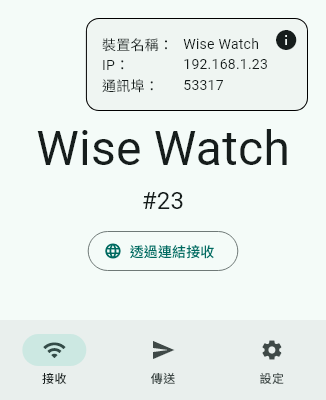 裝置名稱： Wise Watch
IP： 192.168.1.23
通訊埠： 53317
Wise Watch
#23
透過連結接收
接收 傳送 設定